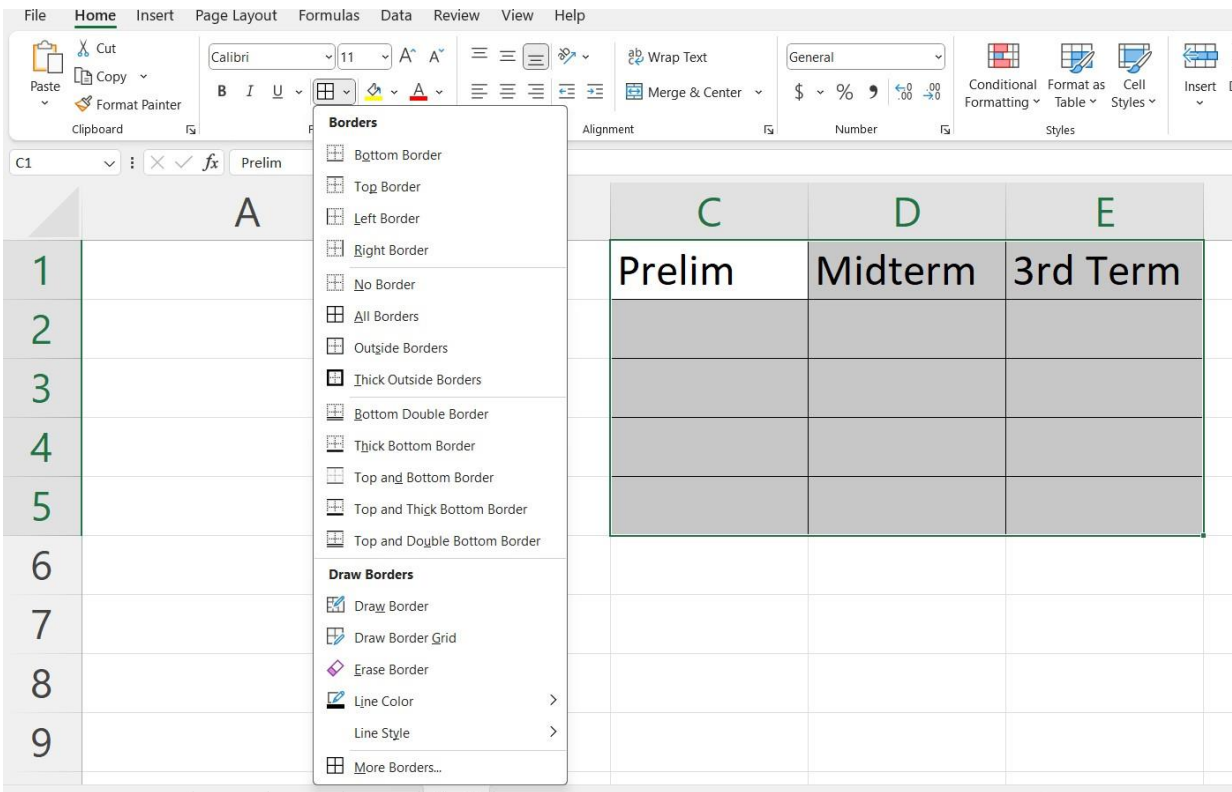 File Home Insert Page Layout Formulas Data Review View Help
Cut
Copy
Format Painter
Paste
Clipboard
Calibri 11 A A
B I U A
F
Wrap Text
Merge & Center
Alignment
General
$ % 9 .00
Number
Conditional Formatting
Format as Table
Cell Styles
Styles
Insert
C1 fx Prelim
Borders
Bottom Border
Top Border
Left Border
Right Border
No Border
All Borders
Outside Borders
Thick Outside Borders
Bottom Double Border
Thick Bottom Border
Top and Bottom Border
Top and Thick Bottom Border
Top and Double Bottom Border
Draw Borders
Draw Border
Draw Border Grid
Erase Border
Line Color
Line Style
More Borders...
A C D E
1 Prelim Midterm 3rd Term
2
3
4
5
6
7
8
9